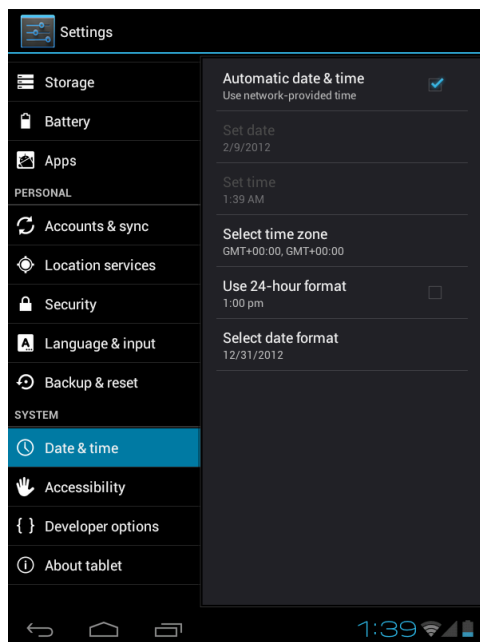 Settings
Storage
Battery
Apps
PERSONAL
Accounts & sync
Location services
Security
Language & input
Backup & reset
SYSTEM
Date & time
Accessibility
{ } Developer options
About tablet
Automatic date & time
Use network-provided time
Set date
2/9/2012
Set time
1:39 AM
Select time zone
GMT+00:00, GMT+00:00
Use 24-hour format
1:00 pm
Select date format
12/31/2012
1:39